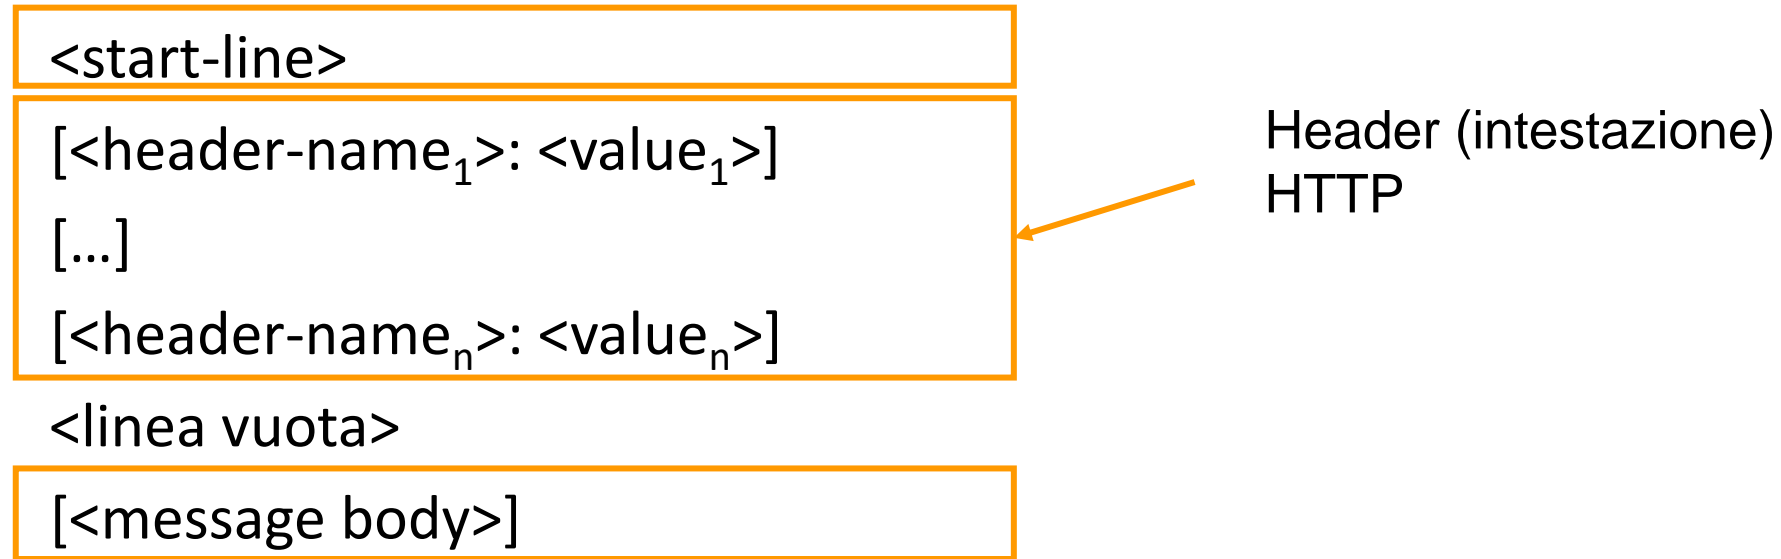 <start-line>
[<header-name1>: <value1>]
[…]
[<header-namen>: <valuen>]
<linea vuota>
[<message body>]
Header (intestazione)
HTTP